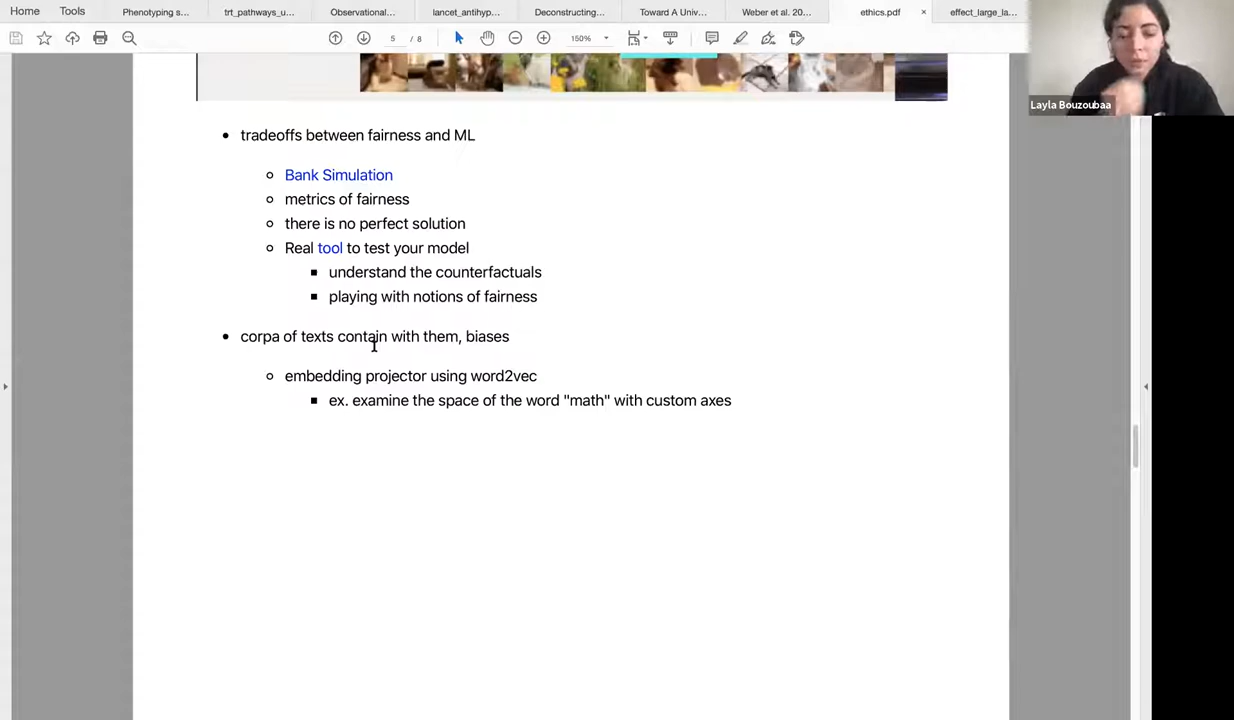 Home Tools Phenotyping s... trt_pathways_u... Observational... lancet_antihyp... Deconstructing... Toward A Univ... Weber et al. 20... ethics.pdf × effect_large_la...
5 / 8 150%
Layla Bouzoubaa
• tradeoffs between fairness and ML
Bank Simulation
metrics of fairness
there is no perfect solution
Real tool to test your model
understand the counterfactuals
playing with notions of fairness
• corpa of texts contain with them, biases
embedding projector using word2vec
ex. examine the space of the word "math" with custom axes